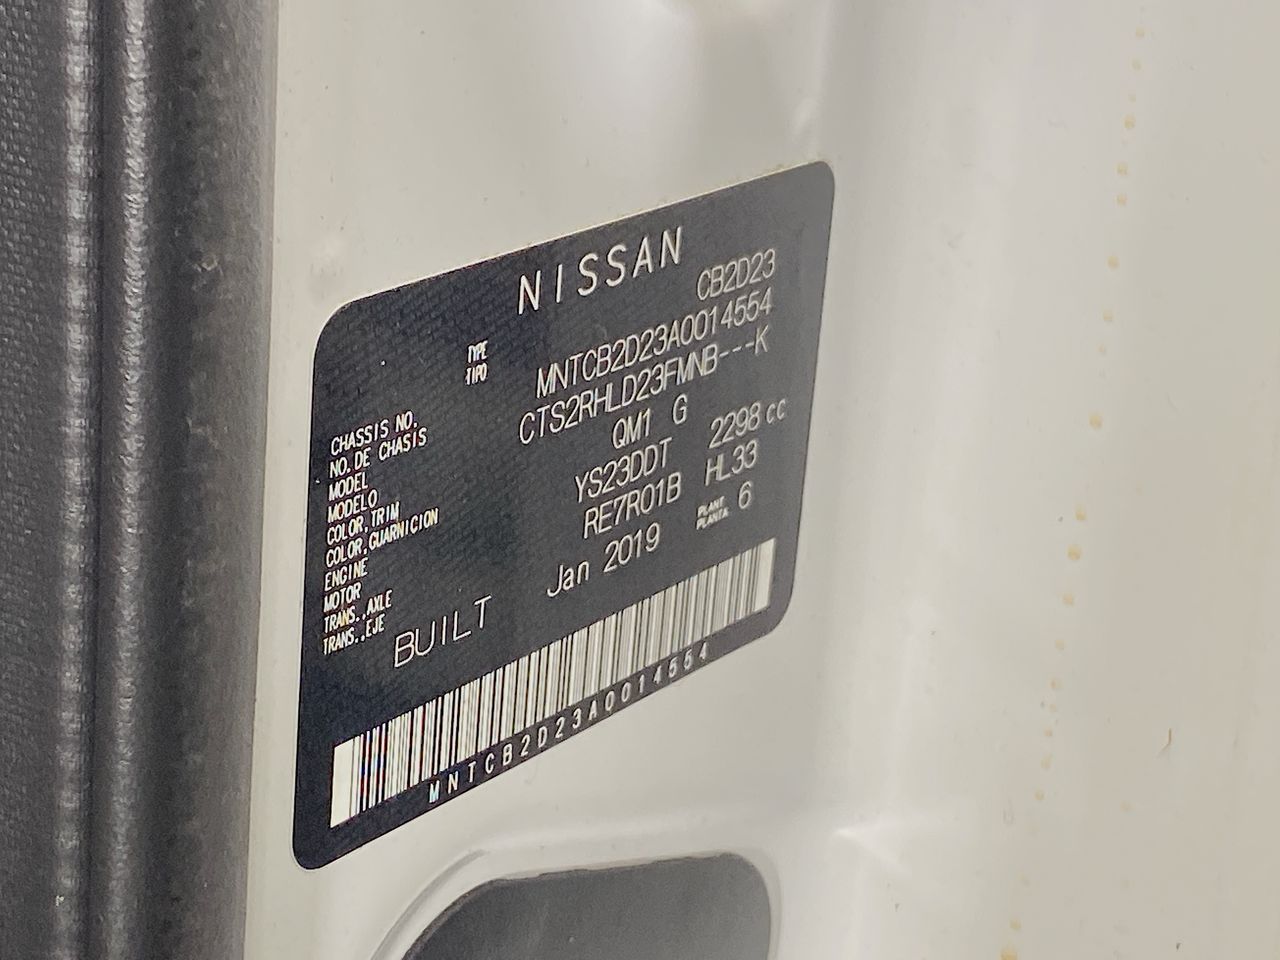 NISSAN
TYPE CB2D23
TIPO
CHASSIS NO. MNTCB2D23A0014554
NO. DE CHASIS
MODEL CTS2RHLD23FMNB---K
MODELO
COLOR, TRIM QM1 G
COLOR, GUARNICION
ENGINE YS23DDT 2298 cc
MOTOR
TRANS., AXLE RE7R01B HL33
TRANS., EJE
PLANT 6
PLANTA
BUILT Jan 2019
MNTCB2D23A0014554